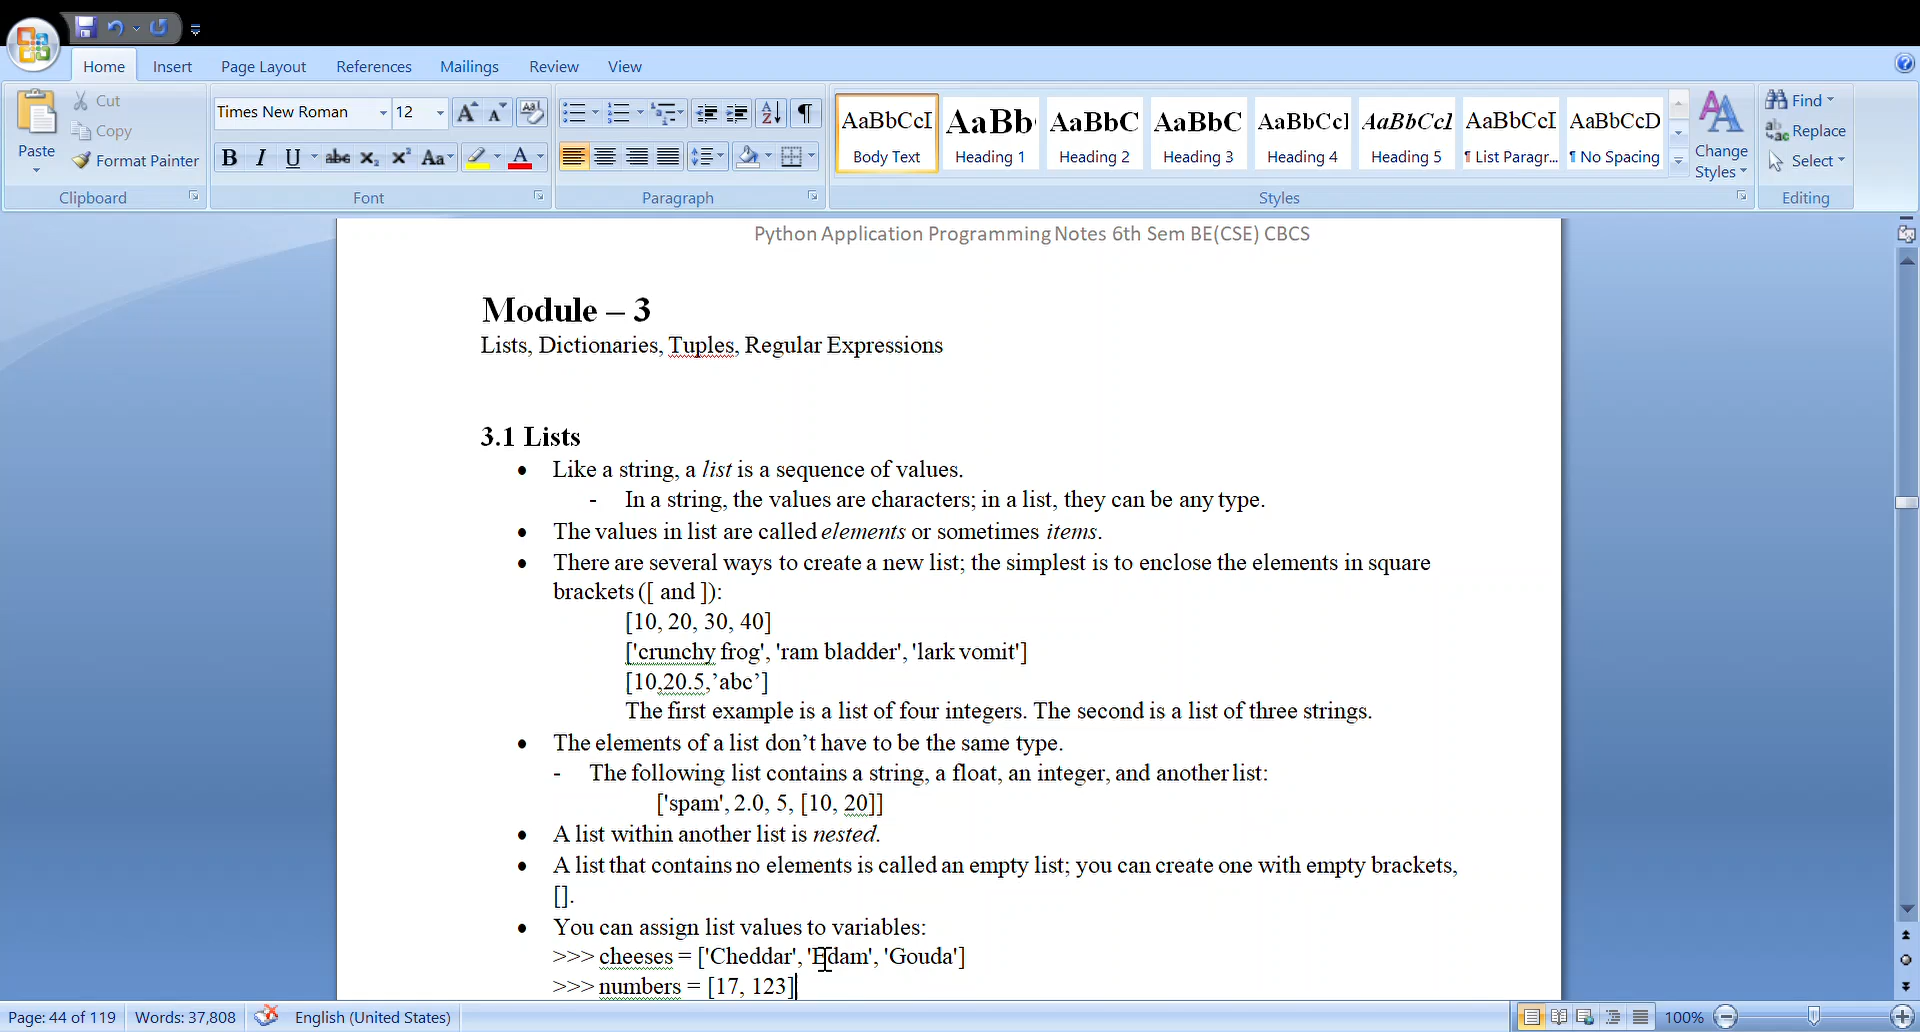 Home Insert Page Layout References Mailings Review View
Paste
Cut
Copy
Format Painter
Clipboard
Times New Roman 12
B I U abc X₂ X² Aa A
Font
Paragraph
AaBbCcI AaBb( AaBbC AaBbC AaBbCcI AaBbCcI AaBbCcI AaBbCcD
Body Text Heading 1 Heading 2 Heading 3 Heading 4 Heading 5 ¶ List Paragr... ¶ No Spacing
Change
Styles
Styles
Find
Replace
Select
Editing
Python Application Programming Notes 6th Sem BE(CSE) CBCS
Module – 3
Lists, Dictionaries, Tuples, Regular Expressions
3.1 Lists
• Like a string, a list is a sequence of values.
- In a string, the values are characters; in a list, they can be any type.
• The values in list are called elements or sometimes items.
• There are several ways to create a new list; the simplest is to enclose the elements in square
brackets ([ and ]):
[10, 20, 30, 40]
['crunchy frog', 'ram bladder', 'lark vomit']
[10,20.5,’abc’]
The first example is a list of four integers. The second is a list of three strings.
• The elements of a list don’t have to be the same type.
- The following list contains a string, a float, an integer, and another list:
['spam', 2.0, 5, [10, 20]]
• A list within another list is nested.
• A list that contains no elements is called an empty list; you can create one with empty brackets,
[].
• You can assign list values to variables:
>>> cheeses = ['Cheddar', 'Edam', 'Gouda']
>>> numbers = [17, 123]
Page: 44 of 119 Words: 37,808 English (United States) 100%